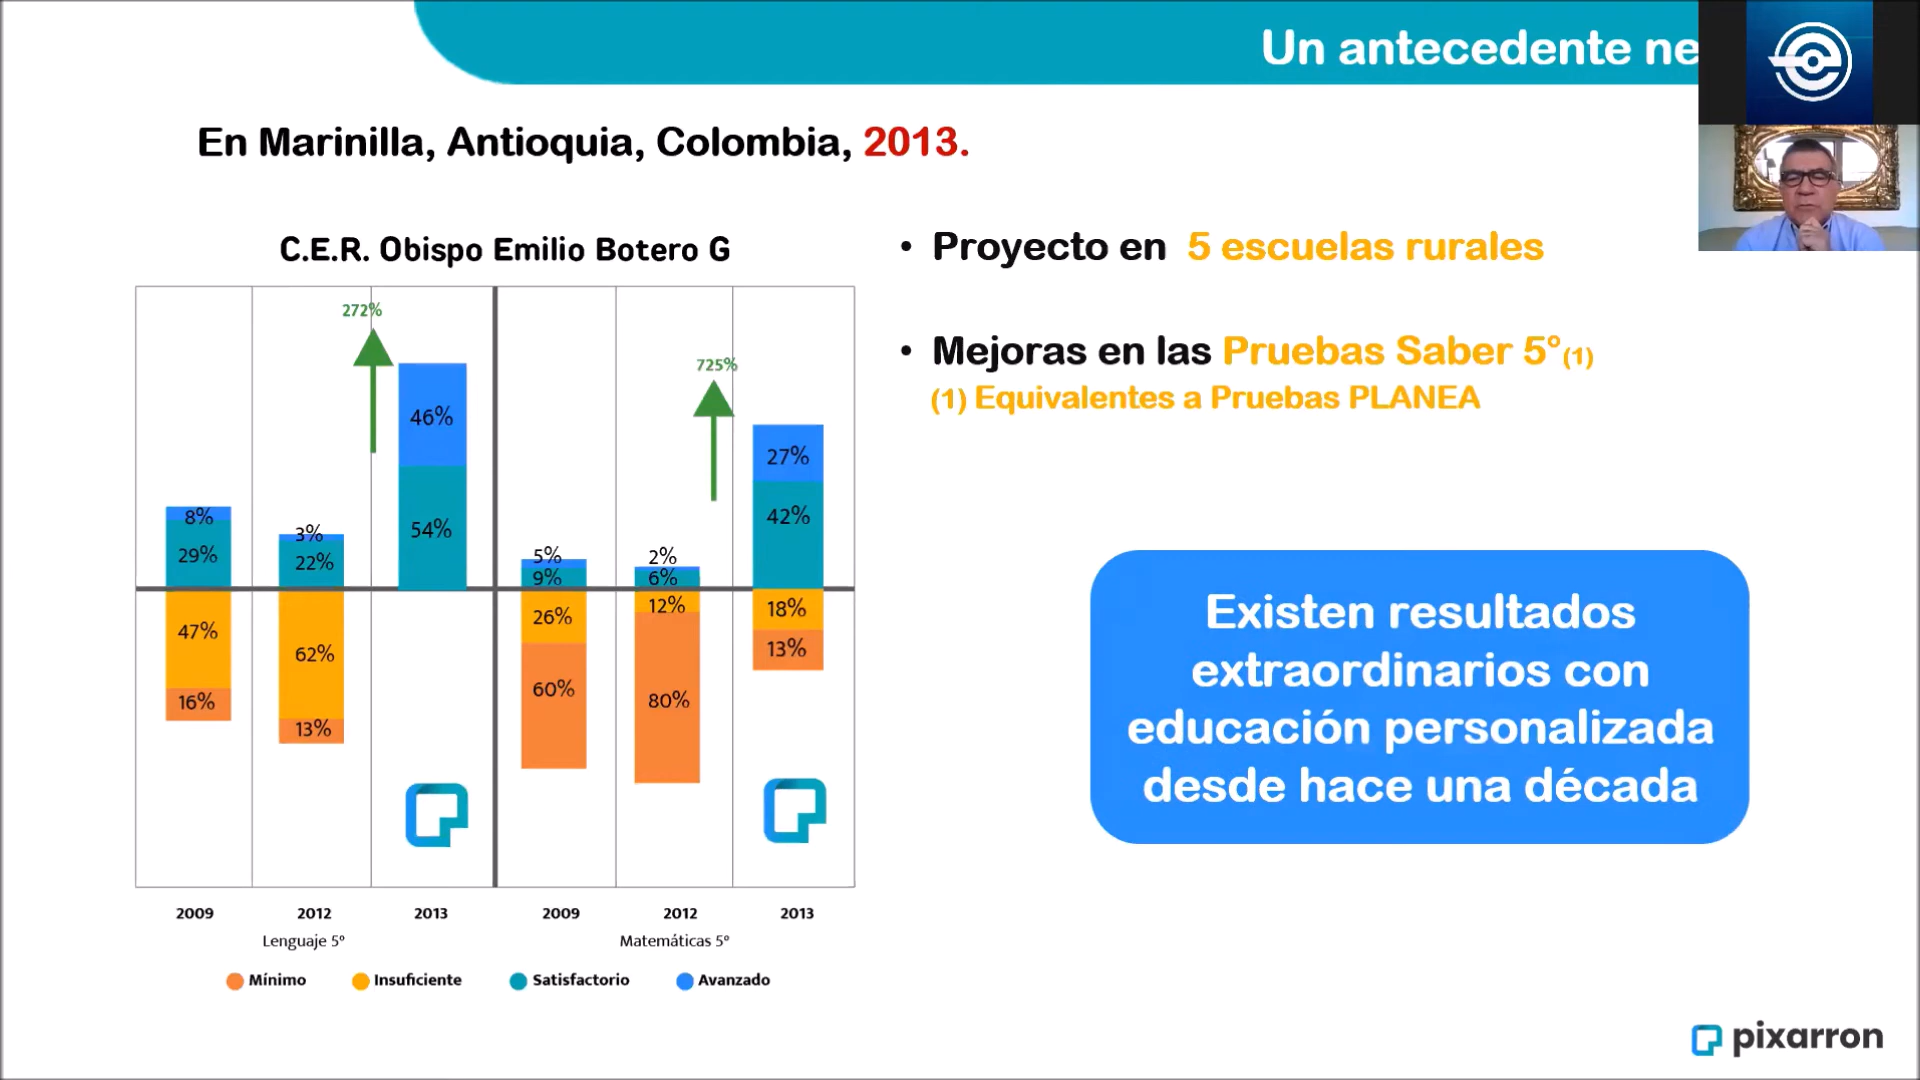 Un antecedente ne
En Marinilla, Antioquia, Colombia, 2013.
C.E.R. Obispo Emilio Botero G
272%
725%
46%
54%
8%
29%
47%
16%
3%
22%
62%
13%
5%
9%
26%
60%
2%
6%
12%
80%
27%
42%
18%
13%
2009 2012 2013 2009 2012 2013
Lenguaje 5° Matemáticas 5°
Mínimo Insuficiente Satisfactorio Avanzado
• Proyecto en 5 escuelas rurales
• Mejoras en las Pruebas Saber 5°(1)
(1) Equivalentes a Pruebas PLANEA
Existen resultados
extraordinarios con
educación personalizada
desde hace una década
pixarron